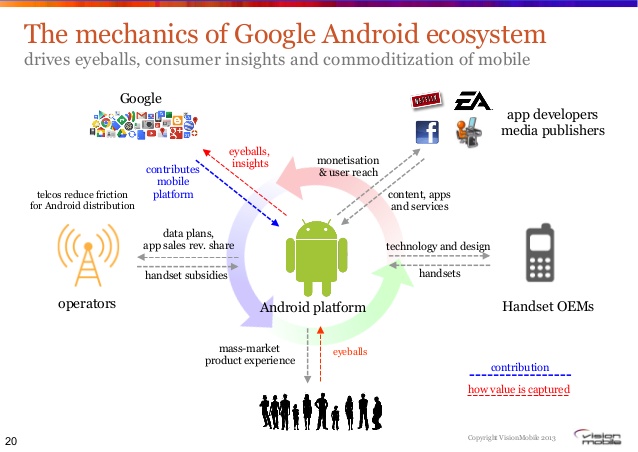 The mechanics of Google Android ecosystem
drives eyeballs, consumer insights and commoditization of mobile
Google
NETFLIX
EA
app developers
media publishers
f
eyeballs,
insights
monetisation
& user reach
contributes
mobile
platform
content, apps
and services
telcos reduce friction
for Android distribution
data plans,
app sales rev. share
handset subsidies
technology and design
handsets
operators
Android platform
Handset OEMs
mass-market
product experience
eyeballs
contribution
how value is captured
20
Copyright VisionMobile 2013
vision
mobile